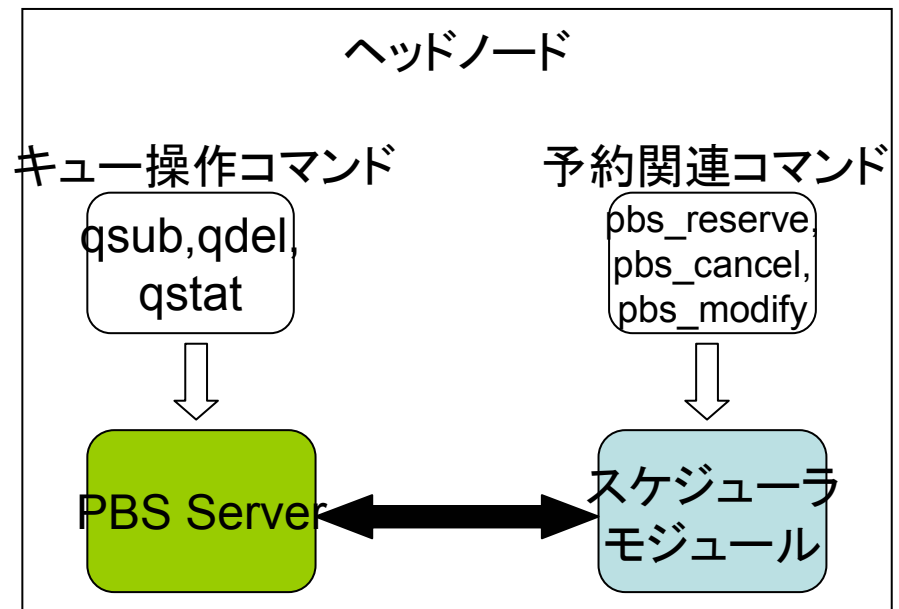 ヘッドノード
キュー操作コマンド
qsub,qdel,
qstat
予約関連コマンド
pbs_reserve,
pbs_cancel,
pbs_modify
PBS Server
スケジューラ
モジュール